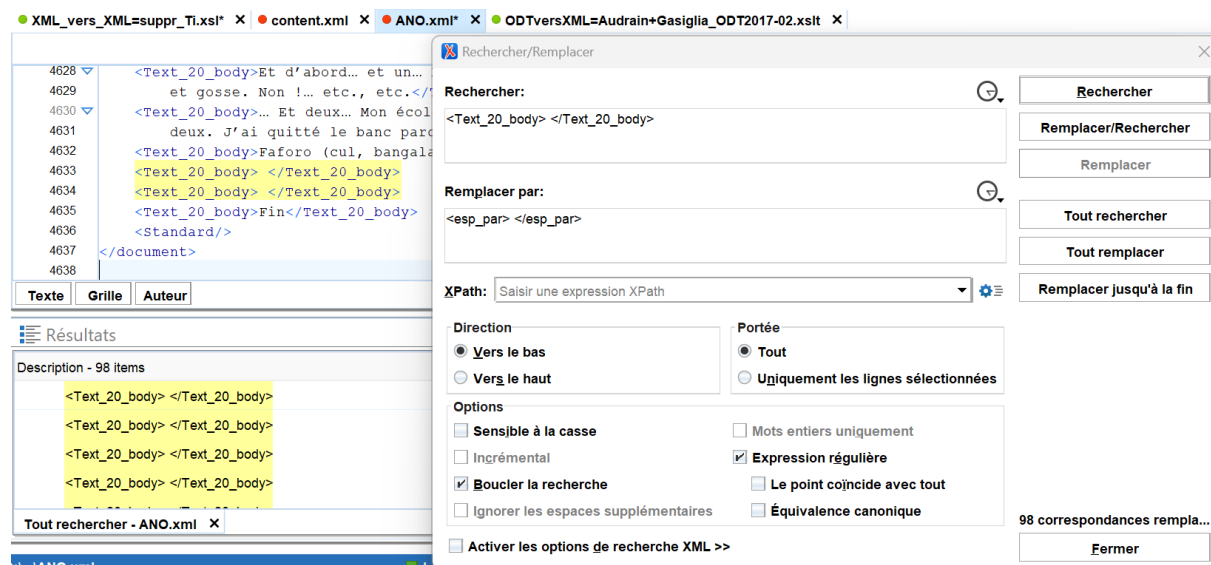 XML_vers_XML=suppr_Ti.xsl* × content.xml × ANO.xml* × ODTversXML=Audrain+Gasiglia_ODT2017-02.xslt ×
4628 <Text_20_body>Et d’abord… et un…
4629 et gosse. Non !… etc., etc.</
4630 <Text_20_body>… Et deux… Mon écol
4631 deux. J’ai quitté le banc parc
4632 <Text_20_body>Faforo (cul, bangala
4633 <Text_20_body> </Text_20_body>
4634 <Text_20_body> </Text_20_body>
4635 <Text_20_body>Fin</Text_20_body>
4636 <Standard/>
4637 </document>
4638
Texte Grille Auteur
Résultats
Description - 98 items
<Text_20_body> </Text_20_body>
<Text_20_body> </Text_20_body>
<Text_20_body> </Text_20_body>
<Text_20_body> </Text_20_body>
Tout rechercher - ANO.xml ×
Rechercher/Remplacer ×
Rechercher:
<Text_20_body> </Text_20_body>
Remplacer par:
<esp_par> </esp_par>
XPath: Saisir une expression XPath
Direction
Vers le bas
Vers le haut
Portée
Tout
Uniquement les lignes sélectionnées
Options
Sensible à la casse
Mots entiers uniquement
Incrémental
Expression régulière
Boucler la recherche
Le point coïncide avec tout
Ignorer les espaces supplémentaires
Équivalence canonique
Activer les options de recherche XML >>
Rechercher
Remplacer/Rechercher
Remplacer
Tout rechercher
Tout remplacer
Remplacer jusqu'à la fin
98 correspondances rempla...
Fermer